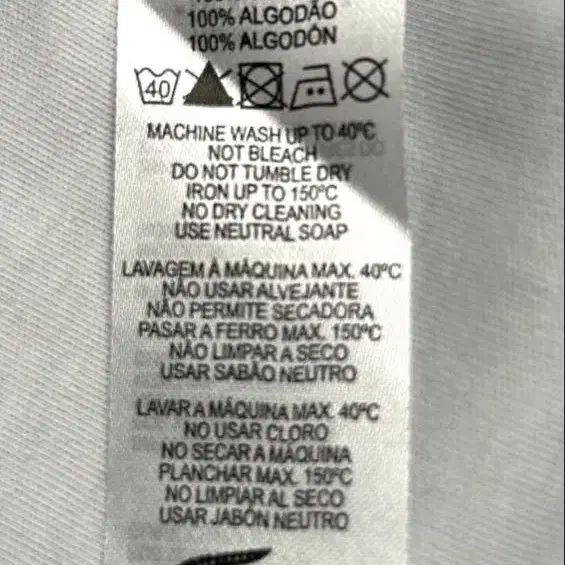 100% ALGODÃO
100% ALGODÓN
40
MACHINE WASH UP TO 40ºC
NOT BLEACH
DO NOT TUMBLE DRY
IRON UP TO 150ºC
NO DRY CLEANING
USE NEUTRAL SOAP
LAVAGEM À MÁQUINA MAX. 40ºC
NÃO USAR ALVEJANTE
NÃO PERMITE SECADORA
PASAR A FERRO MAX. 150ºC
NÃO LIMPAR A SECO
USAR SABÃO NEUTRO
LAVAR A MÁQUINA MAX. 40ºC
NO USAR CLORO
NO SECAR A MÁQUINA
PLANCHAR MAX. 150ºC
NO LIMPIAR AL SECO
USAR JABÓN NEUTRO